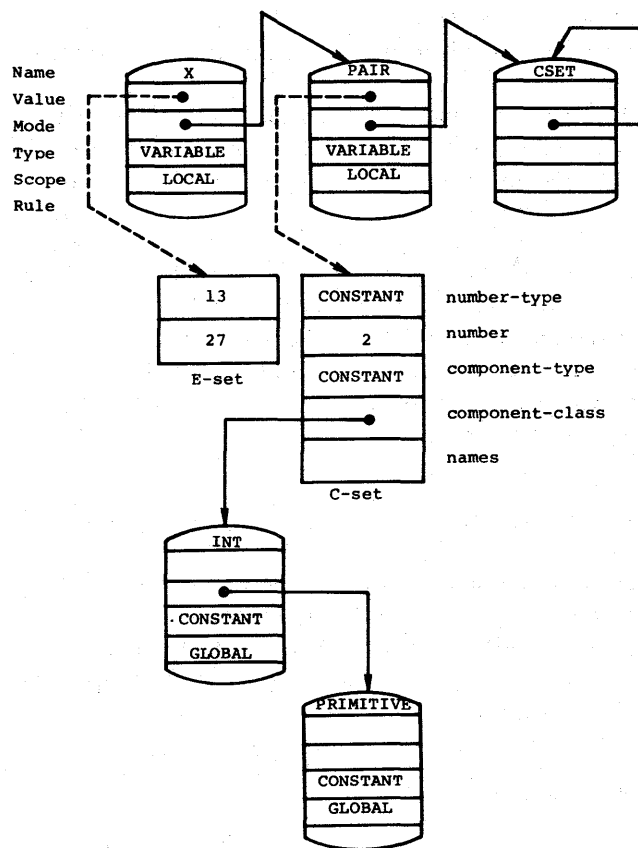 Name X PAIR CSET
Value
Mode
Type VARIABLE VARIABLE
Scope LOCAL LOCAL
Rule
13 CONSTANT number-type
27 2 number
E-set CONSTANT component-type
component-class
names
C-set
INT
CONSTANT
GLOBAL
PRIMITIVE
CONSTANT
GLOBAL